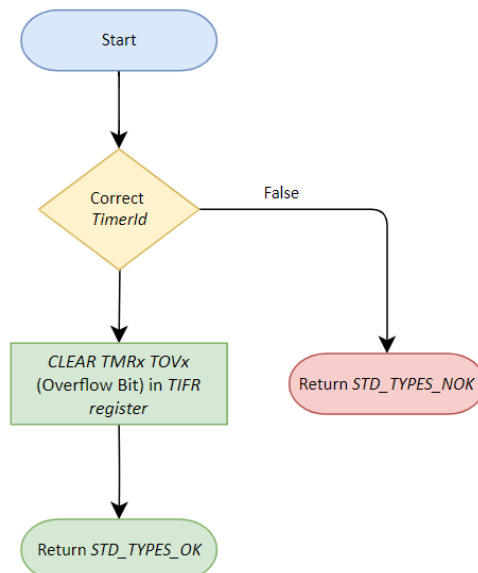 Start
Correct
TimerId
False
CLEAR TMRx TOVx
(Overflow Bit) in TIFR
register
Return STD_TYPES_NOK
Return STD_TYPES_OK